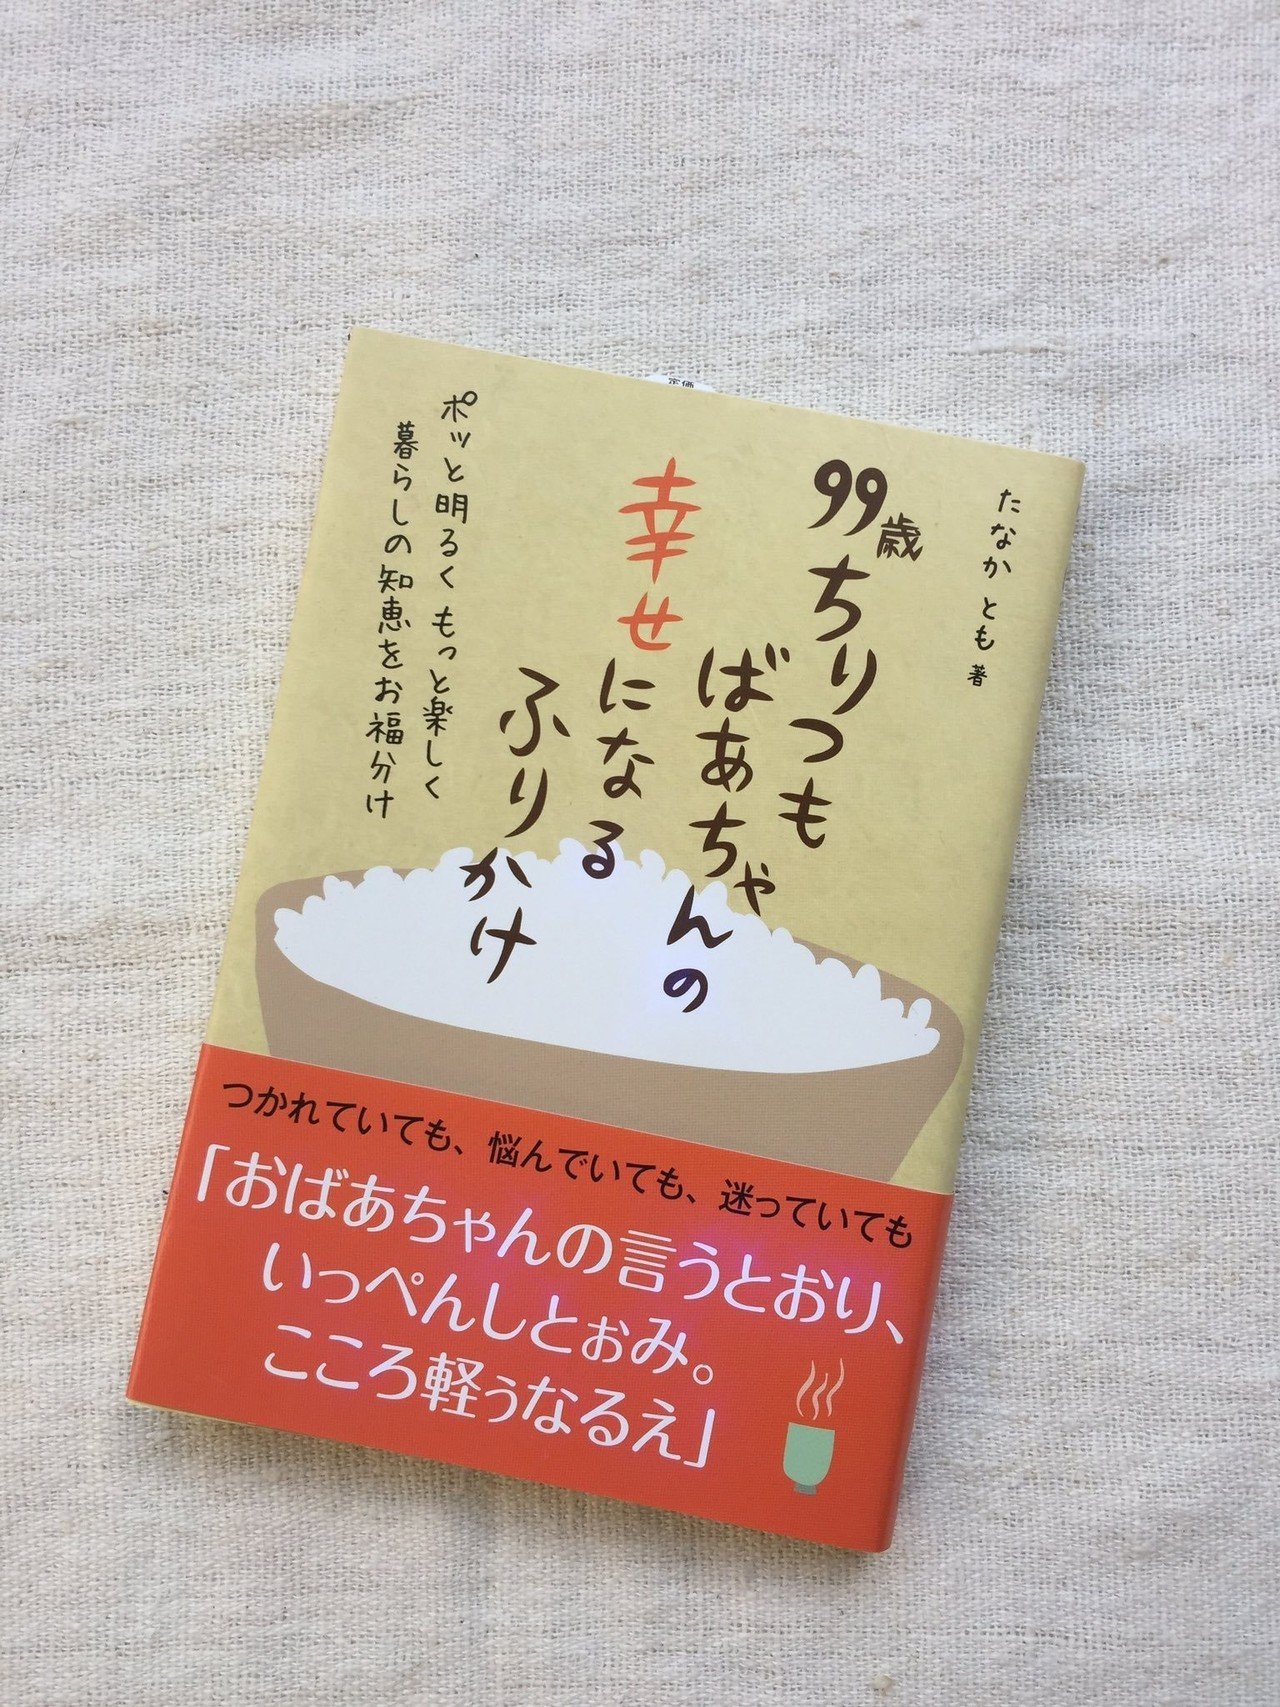 たなか とも 著
99歳 ちりつも
ばあちゃんの
幸せになる
ふりかけ
ポッと明るく もっと楽しく
暮らしの知恵をお福分け
定価
つかれていても、悩んでいても、迷っていても
「おばあちゃんの言うとおり、
いっぺんしとぉみ。
こころ軽ぅなるえ」